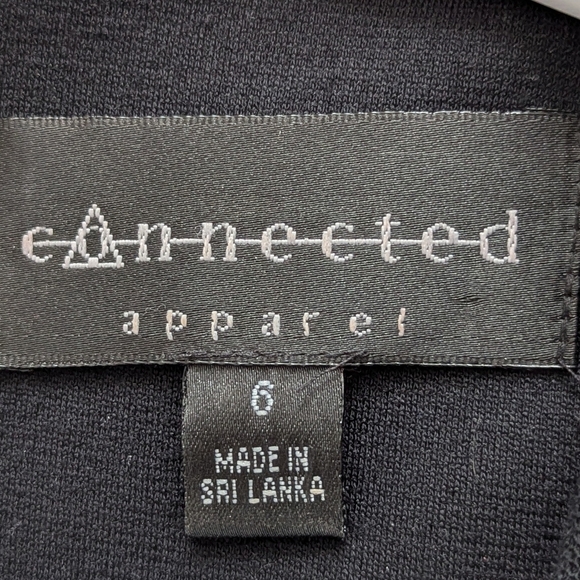 connected
apparel
6
MADE IN
SRI LANKA